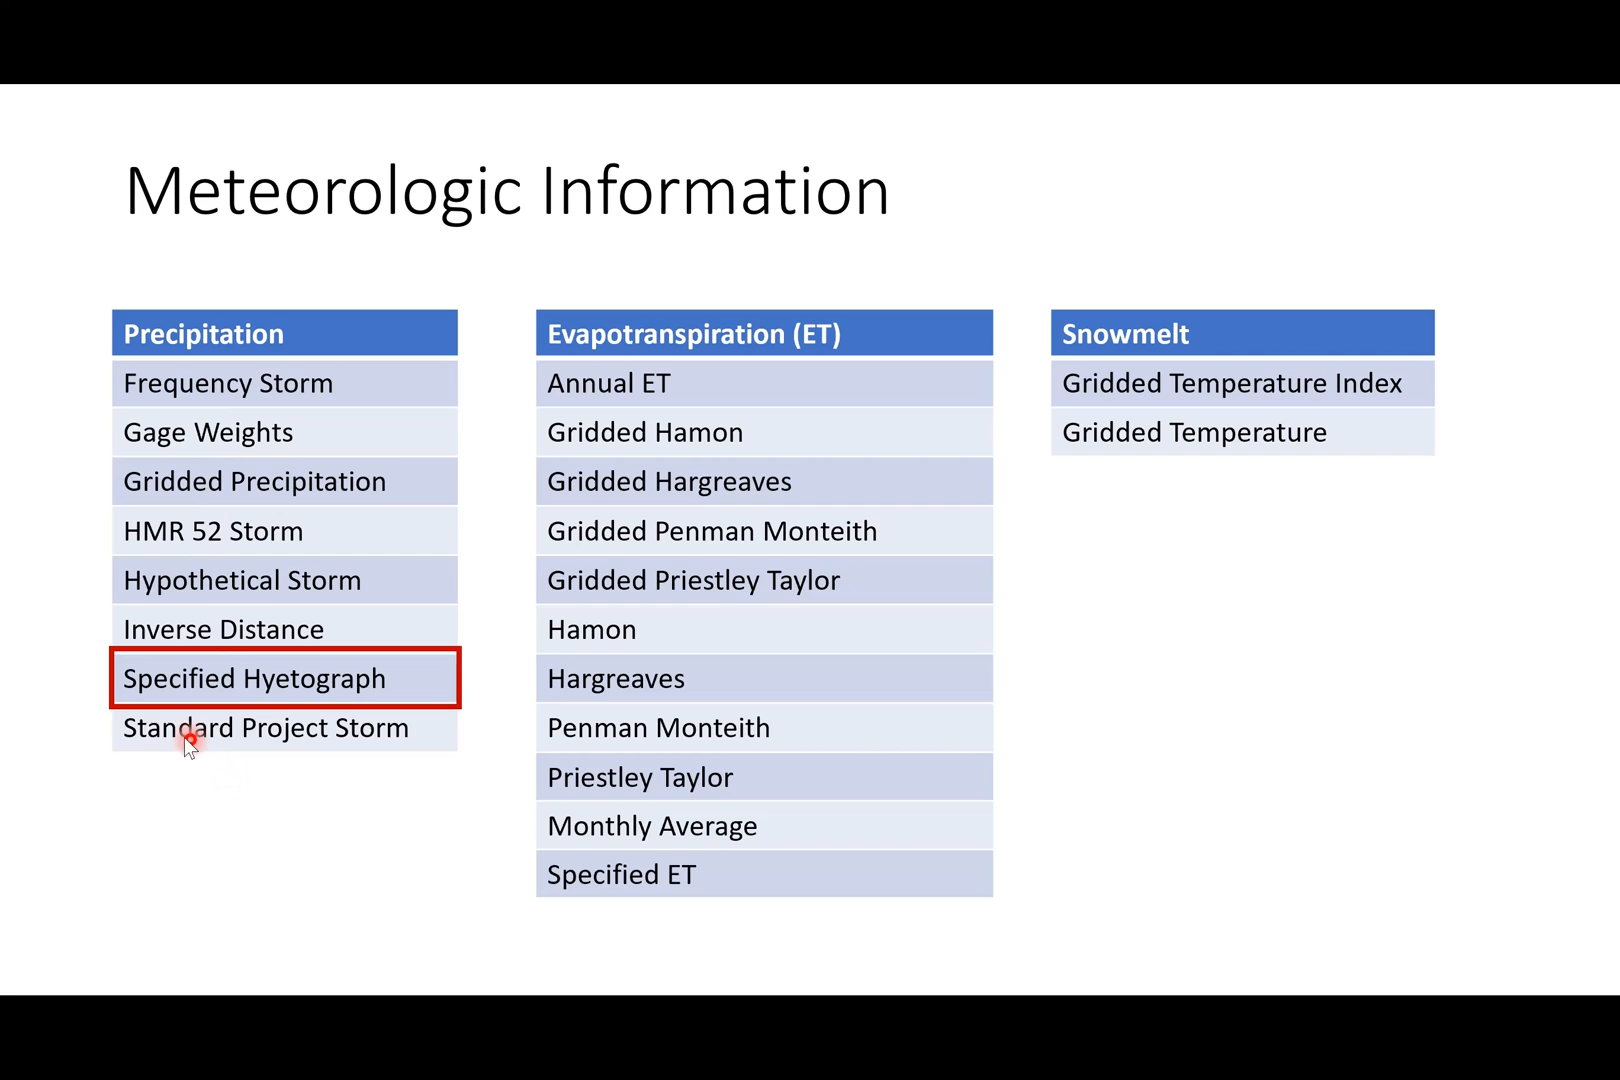 Meteorologic Information
Precipitation
Frequency Storm
Gage Weights
Gridded Precipitation
HMR 52 Storm
Hypothetical Storm
Inverse Distance
Specified Hyetograph
Standard Project Storm
Evapotranspiration (ET)
Annual ET
Gridded Hamon
Gridded Hargreaves
Gridded Penman Monteith
Gridded Priestley Taylor
Hamon
Hargreaves
Penman Monteith
Priestley Taylor
Monthly Average
Specified ET
Snowmelt
Gridded Temperature Index
Gridded Temperature